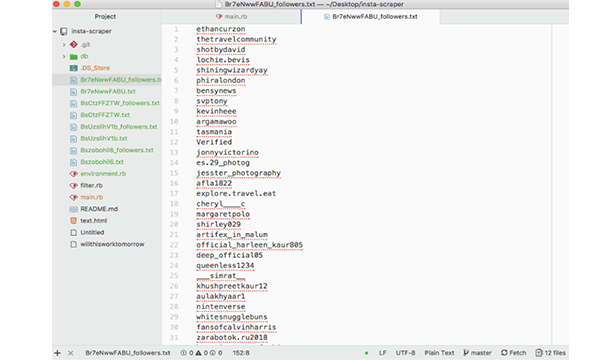 Br7eNwwFABU_followers.txt — ~/Desktop/insta-scraper
Project
main.rb
Br7eNwwFABU_followers.txt
insta-scraper
.git
db
.DS_Store
Br7eNwwFABU_followers.txt
Br7eNwwFABU.txt
BsCtzFFZTW_followers.txt
BsCtzFFZTW.txt
BsUzslihV1b_followers.txt
BsUzslihV1b.txt
Bszobohll6_followers.txt
Bszobohll6.txt
environment.rb
filter.rb
main.rb
README.md
text.html
Untitled
willthisworktomorrow
1 ethancurzon
2 thetravelcommunity
3 shotbydavid
4 lochie.bevis
5 shiningwizardyay
6 phiralondon
7 bensynews
8 svptony
9 kevinheee
10 argamawoo
11 tasmania
12 Verified
13 jonnyvictorino
14 es.29_photog
15 jesster_photography
16 afla1822
17 explore.travel.eat
18 cheryl____c
19 margaretpolo
20 shirley029
21 artifex_in_malum
22 official_harleen_kaur805
23 deep_official05
24 queenless1234
25 ___simrat__
26 khushpreetkaur12
27 aulakhyaar1
28 nintenverse
29 whitesnugglebuns
30 fansofcalvinharris
31 zarabotok.ru2018
Br7eNwwFABU_followers.txt 0 0 0 152:8 LF UTF-8 Plain Text master Fetch 12 files